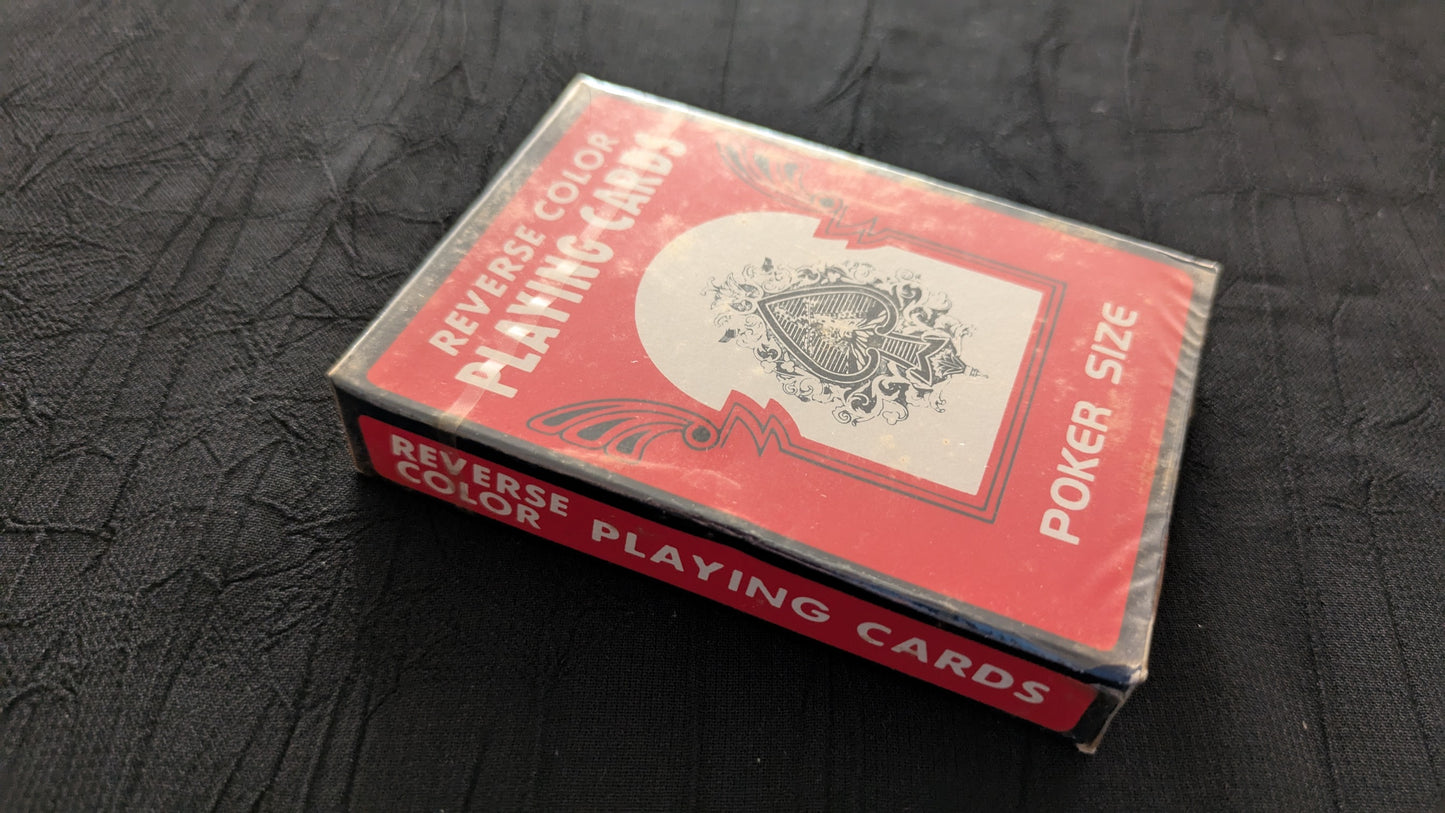 REVERSE COLOR
PLAYING CARDS
POKER SIZE
REVERSE
COLOR
PLAYING CARDS